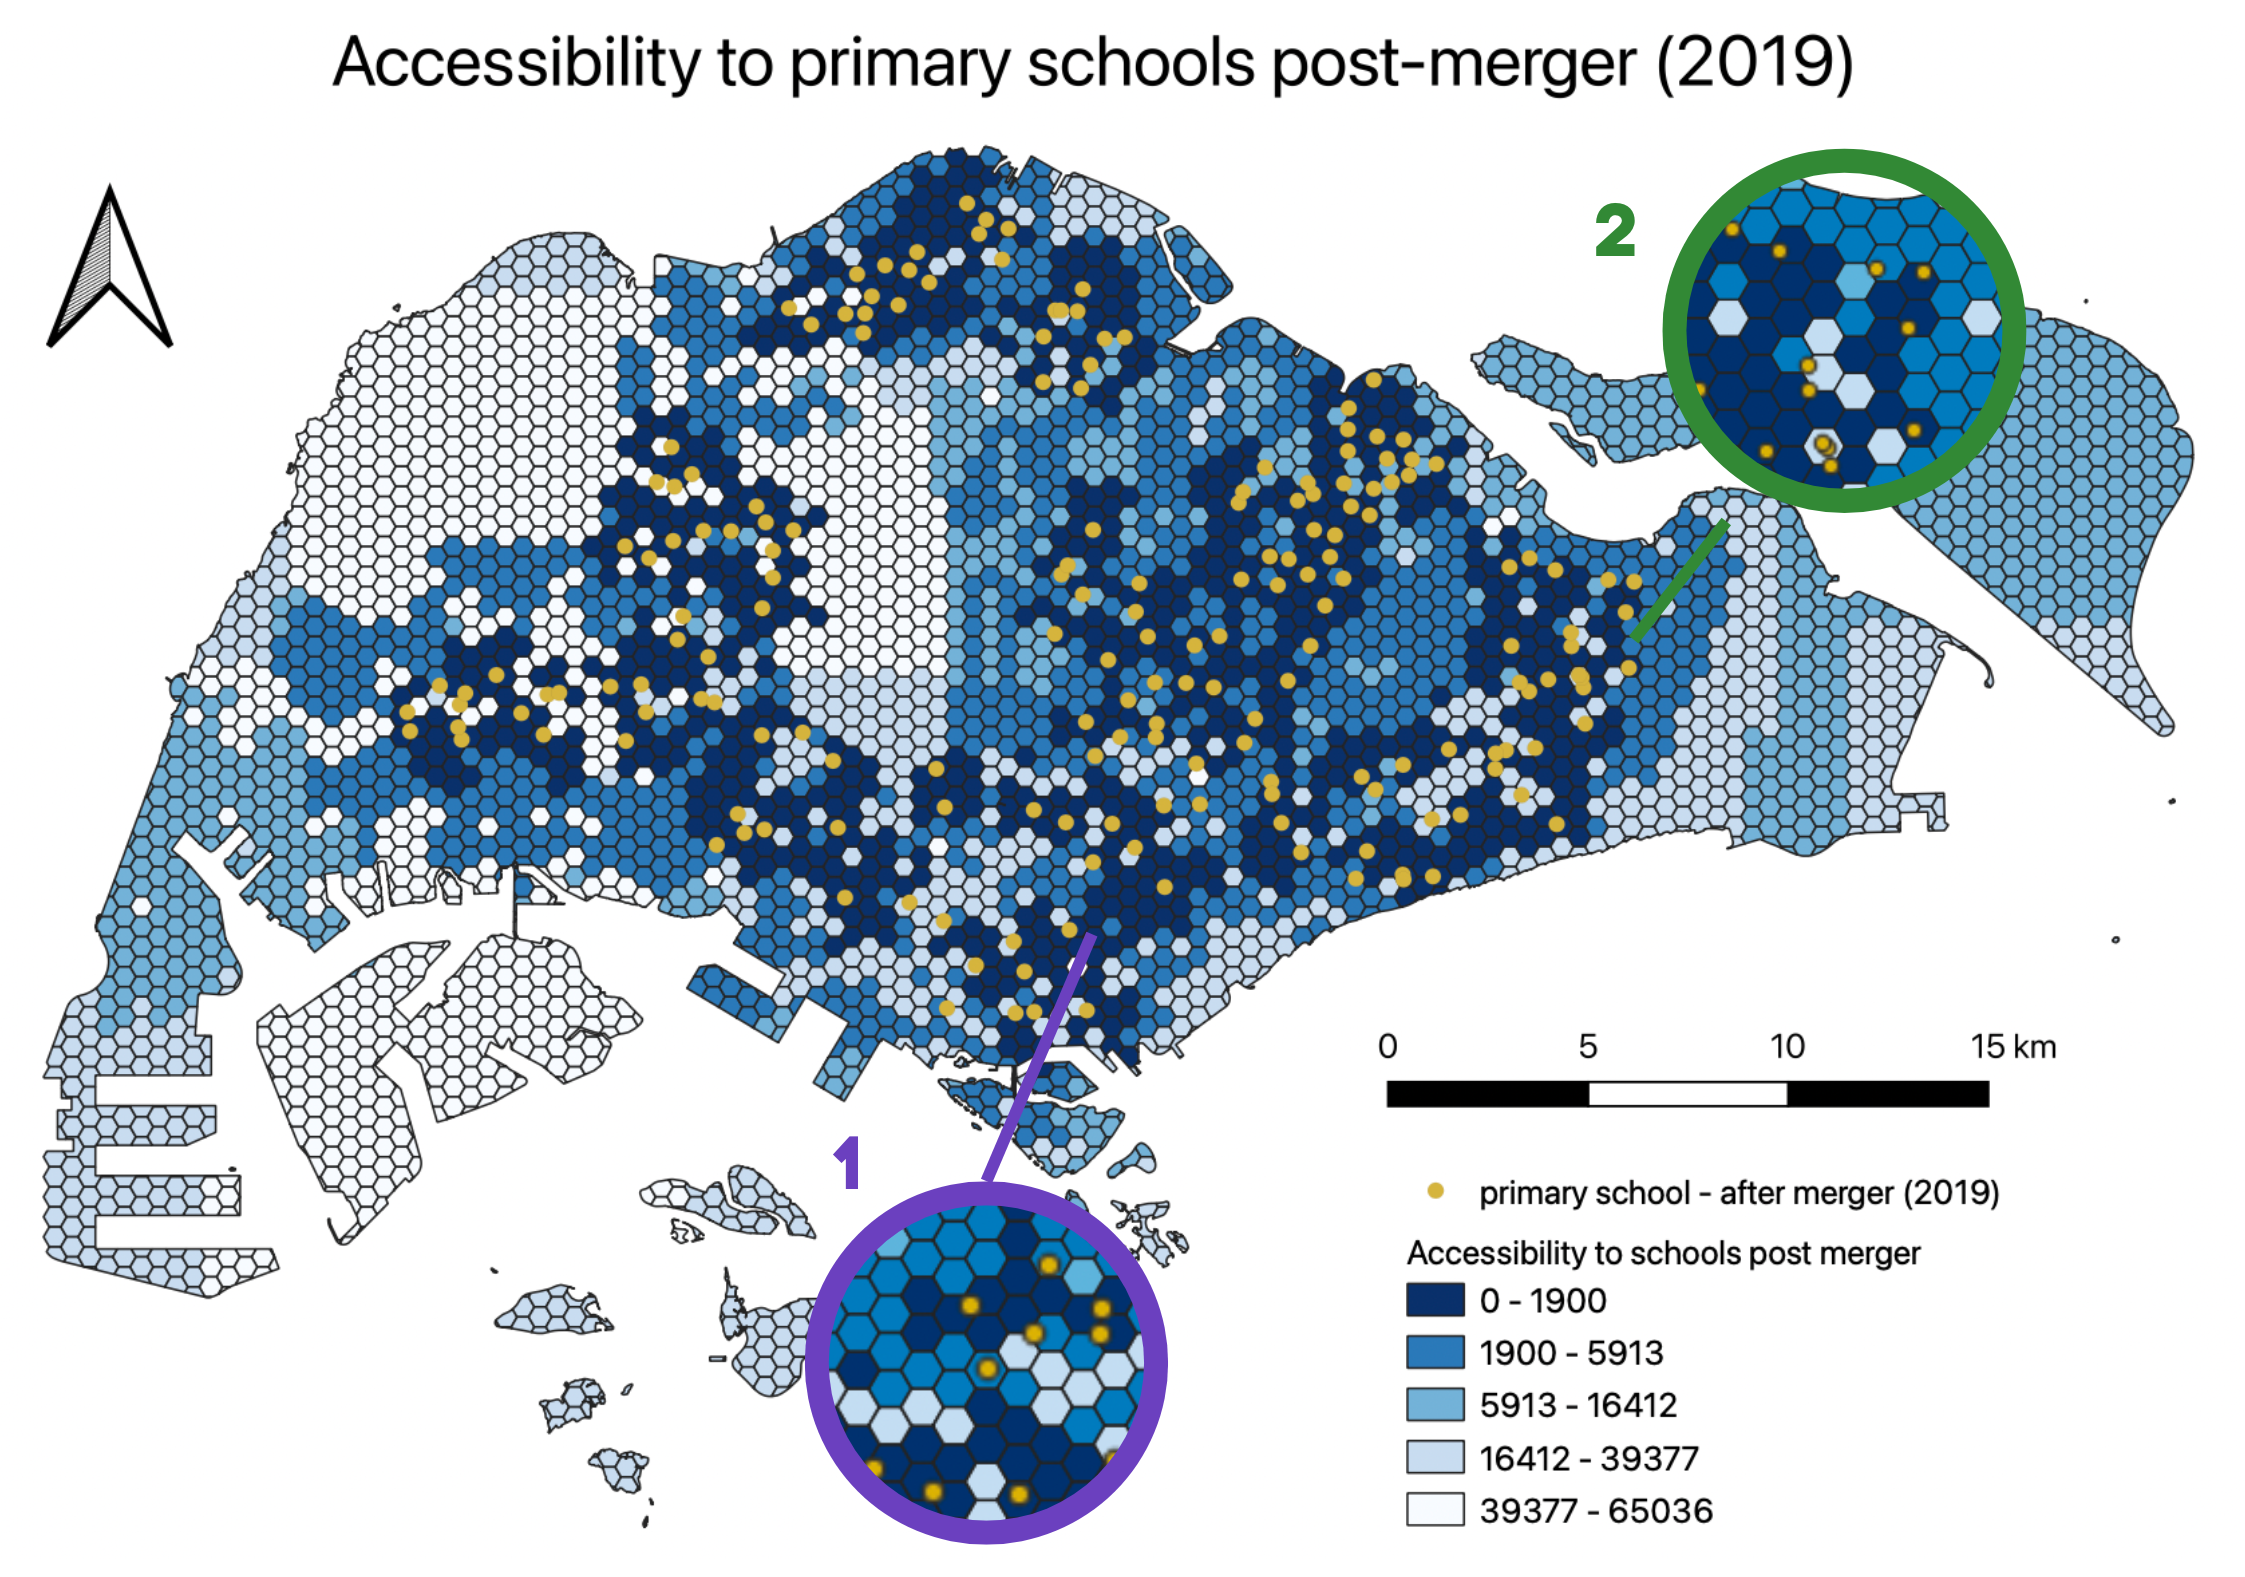 Accessibility to primary schools post-merger (2019)
2
1
0 5 10 15 km
primary school - after merger (2019)
Accessibility to schools post merger
0 - 1900
1900 - 5913
5913 - 16412
16412 - 39377
39377 - 65036